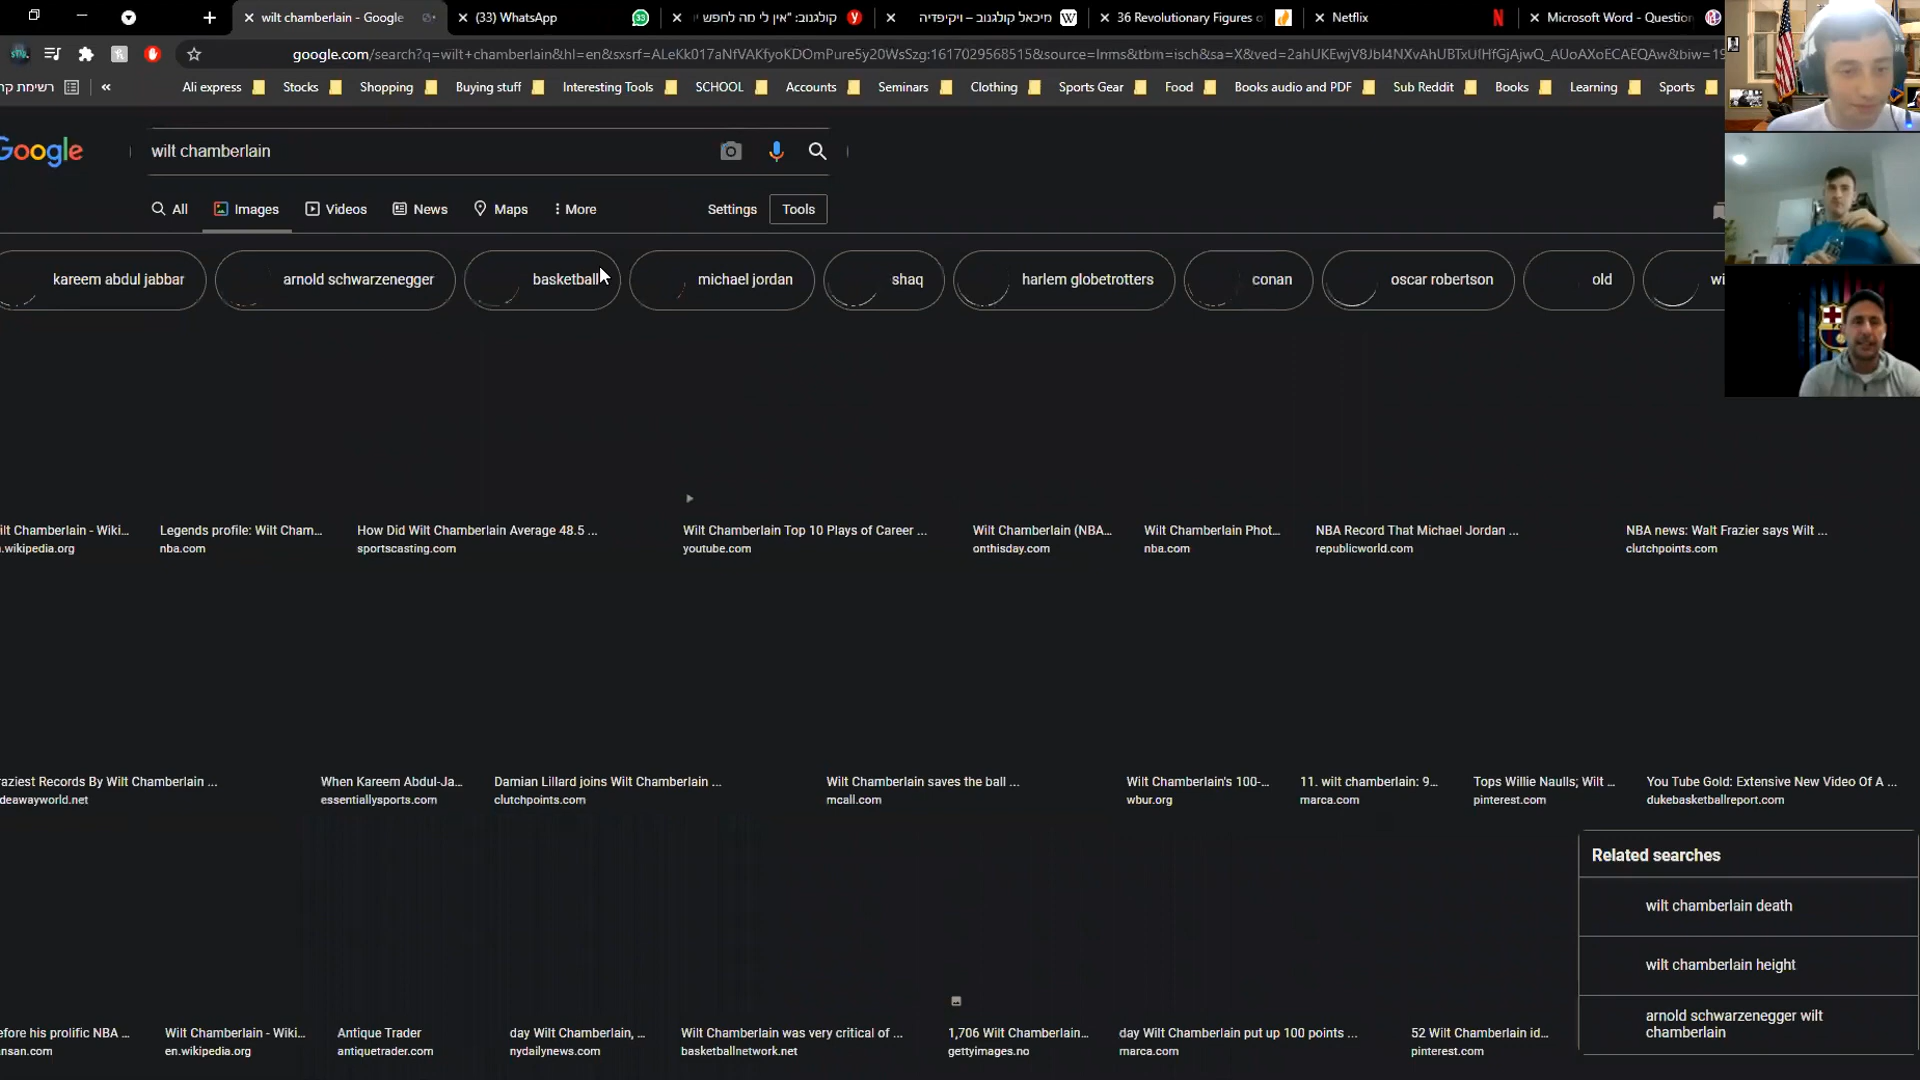 wilt chamberlain - Google
(33) WhatsApp
33
קולגנוב: "אין לי מה לחפש
מיכאל קולגנוב – ויקיפדיה
36 Revolutionary Figures o
Netflix
Microsoft Word - Question
google.com/search?q=wilt+chamberlain&hl=en&sxsrf=ALeKk017aNfVAKfyoKDOmPure5y20WsSzg:1617029568515&source=lnms&tbm=isch&sa=X&ved=
רשימת
«
Ali express
Stocks
Shopping
Buying stuff
Interesting Tools
SCHOOL
Accounts
Seminars
Clothing
Sports Gear
Food
Books audio and PDF
Sub Reddit
Books
Learning
Sports
Google
wilt chamberlain
All
Images
Videos
News
Maps
More
Settings
Tools
kareem abdul jabbar
arnold schwarzenegger
basketball
michael jordan
shaq
harlem globetrotters
conan
oscar robertson
old
wi
ilt Chamberlain - Wiki...
.wikipedia.org
Legends profile: Wilt Cham...
nba.com
How Did Wilt Chamberlain Average 48.5 ...
sportscasting.com
Wilt Chamberlain Top 10 Plays of Career ...
youtube.com
Wilt Chamberlain (NBA...
onthisday.com
Wilt Chamberlain Phot...
nba.com
NBA Record That Michael Jordan ...
republicworld.com
NBA news: Walt Frazier says Wilt ...
clutchpoints.com
raziest Records By Wilt Chamberlain ...
deawayworld.net
When Kareem Abdul-Ja...
essentiallysports.com
Damian Lillard joins Wilt Chamberlain ...
clutchpoints.com
Wilt Chamberlain saves the ball ...
mcall.com
Wilt Chamberlain's 100-...
wbur.org
11. wilt chamberlain: 9...
marca.com
Tops Willie Naulls; Wilt ...
pinterest.com
You Tube Gold: Extensive New Video Of A ...
dukebasketballreport.com
Related searches
wilt chamberlain death
wilt chamberlain height
arnold schwarzenegger wilt
chamberlain
efore his prolific NBA ...
ansan.com
Wilt Chamberlain - Wiki...
en.wikipedia.org
Antique Trader
antiquetrader.com
day Wilt Chamberlain, ...
nydailynews.com
Wilt Chamberlain was very critical of ...
basketballnetwork.net
1,706 Wilt Chamberlain...
gettyimages.no
day Wilt Chamberlain put up 100 points ...
marca.com
52 Wilt Chamberlain id...
pinterest.com